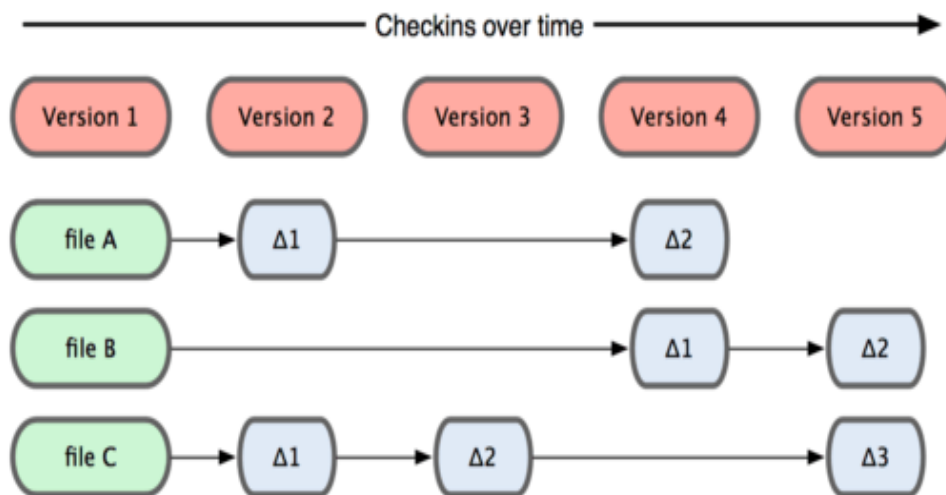 Checkins over time
Version 1 Version 2 Version 3 Version 4 Version 5
file A Δ1 Δ2
file B Δ1 Δ2
file C Δ1 Δ2 Δ3